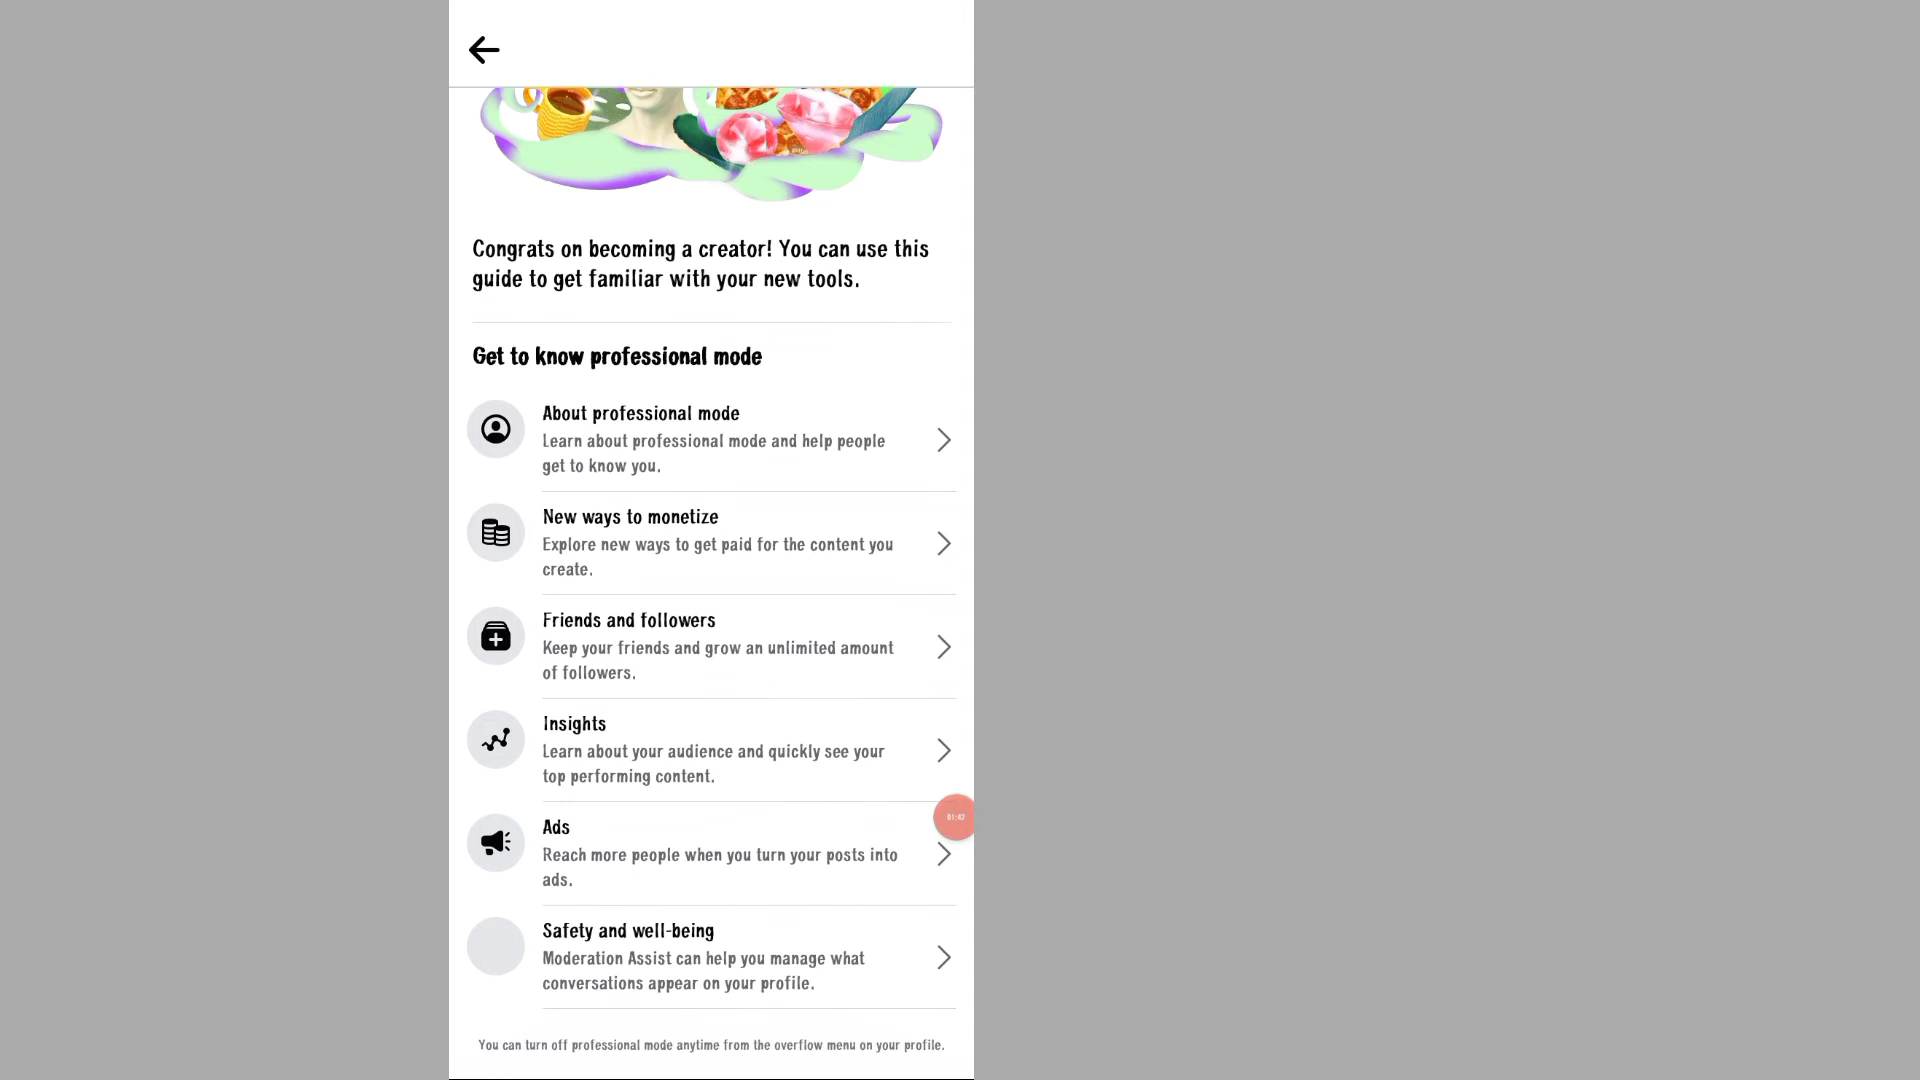 Congrats on becoming a creator! You can use this
guide to get familiar with your new tools.
Get to know professional mode
About professional mode
Learn about professional mode and help people
get to know you.
New ways to monetize
Explore new ways to get paid for the content you
create.
Friends and followers
Keep your friends and grow an unlimited amount
of followers.
Insights
Learn about your audience and quickly see your
top performing content.
01:42
Ads
Reach more people when you turn your posts into
ads.
Safety and well-being
Moderation Assist can help you manage what
conversations appear on your profile.
You can turn off professional mode anytime from the overflow menu on your profile.